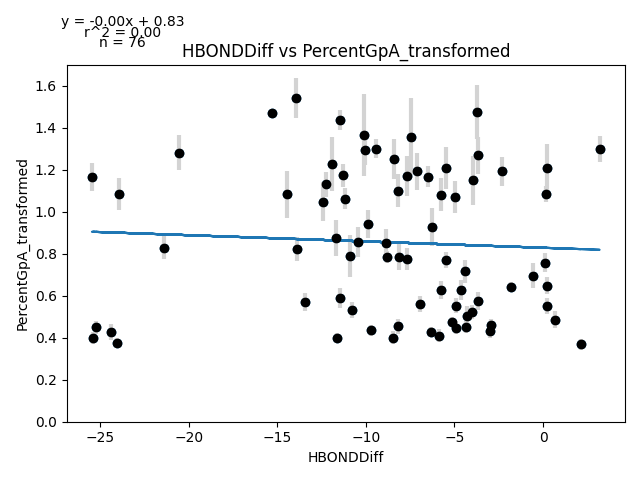 y = -0.00x + 0.83
r^2 = 0.00
n = 76
HBONDDiff vs PercentGpA_transformed
PercentGpA_transformed
1.6
1.4
1.2
1.0
0.8
0.6
0.4
0.2
0.0
−25
−20
−15
−10
−5
0
HBONDDiff